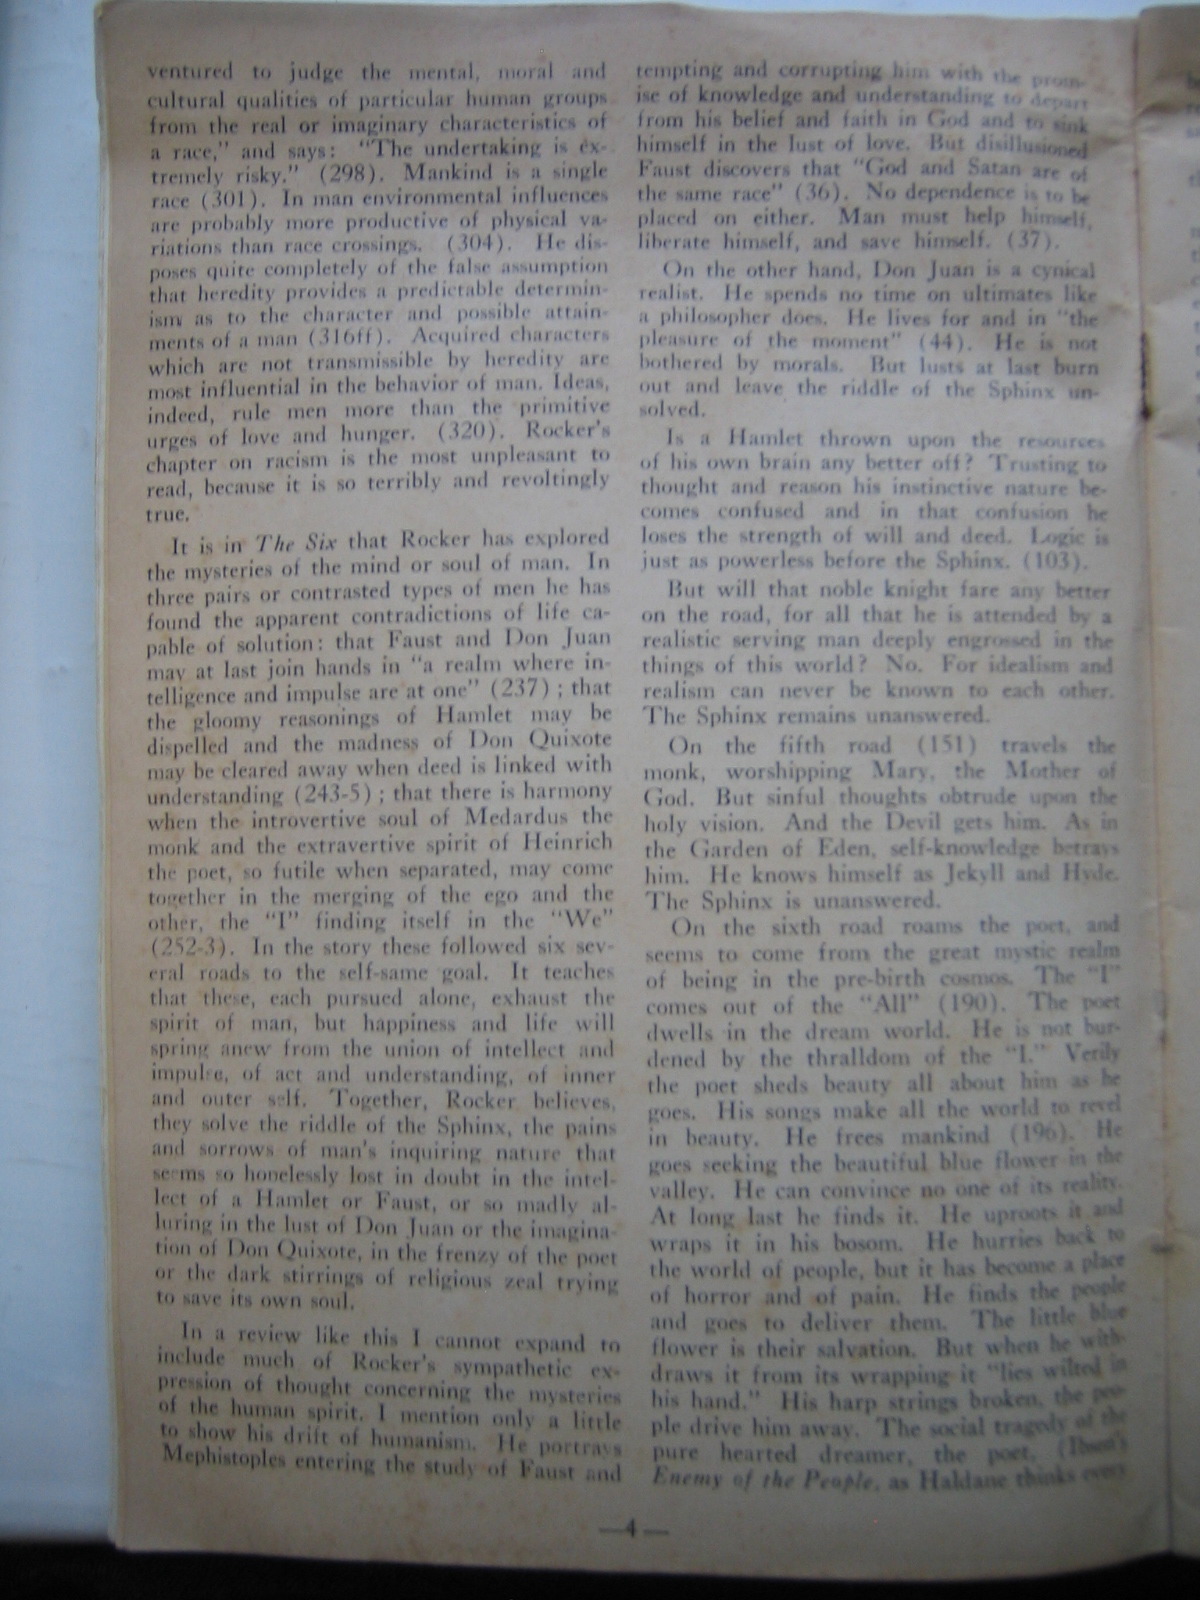 ventured to judge the mental, moral and
cultural qualities of particular human groups
from the real or imaginary characteristics of
a race," and says: "The undertaking is ex-
tremely risky." (298). Mankind is a single
race (301). In man environmental influences
are probably more productive of physical va-
riations than race crossings. (304). He dis-
poses quite completely of the false assumption
that heredity provides a predictable determin-
ism as to the character and possible attain-
ments of a man (316ff). Acquired characters
which are not transmissible by heredity are
most influential in the behavior of man. Ideas,
indeed, rule men more than the primitive
urges of love and hunger. (320). Rocker's
chapter on racism is the most unpleasant to
read, because it is so terribly and revoltingly
true.
It is in The Six that Rocker has explored
the mysteries of the mind or soul of man. In
three pairs or contrasted types of men he has
found the apparent contradictions of life ca-
pable of solution: that Faust and Don Juan
may at last join hands in "a realm where in-
telligence and impulse are at one" (237); that
the gloomy reasonings of Hamlet may be
dispelled and the madness of Don Quixote
may be cleared away when deed is linked with
understanding (243-5); that there is harmony
when the introvertive soul of Medardus the
monk and the extravertive spirit of Heinrich
the poet, so futile when separated, may come
together in the merging of the ego and the
other, the "I" finding itself in the "We"
(252-3). In the story these followed six sev-
eral roads to the self-same goal. It teaches
that these, each pursued alone, exhaust the
spirit of man, but happiness and life will
spring anew from the union of intellect and
impulse, of act and understanding, of inner
and outer self. Together, Rocker believes,
they solve the riddle of the Sphinx, the pains
and sorrows of man's inquiring nature that
seems so hopelessly lost in doubt in the intel-
lect of a Hamlet or Faust, or so madly al-
luring in the lust of Don Juan or the imagina-
tion of Don Quixote, in the frenzy of the poet
or the dark stirrings of religious zeal trying
to save its own soul.
In a review like this I cannot expand to
include much of Rocker's sympathetic ex-
pression of thought concerning the mysteries
of the human spirit. I mention only a little
to show his drift of humanism. He portrays
Mephistoples entering the study of Faust and
tempting and corrupting him with the prom-
ise of knowledge and understanding to depart
from his belief and faith in God and to sink
himself in the lust of love. But disillusioned
Faust discovers that "God and Satan are of
the same race" (36). No dependence is to be
placed on either. Man must help himself,
liberate himself, and save himself. (37).
On the other hand, Don Juan is a cynical
realist. He spends no time on ultimates like
a philosopher does. He lives for and in "the
pleasure of the moment" (44). He is not
bothered by morals. But lusts at last burn
out and leave the riddle of the Sphinx un-
solved.
Is a Hamlet thrown upon the resources
of his own brain any better off? Trusting to
thought and reason his instinctive nature be-
comes confused and in that confusion he
loses the strength of will and deed. Logic is
just as powerless before the Sphinx. (103).
But will that noble knight fare any better
on the road, for all that he is attended by a
realistic serving man deeply engrossed in the
things of this world? No. For idealism and
realism can never be known to each other.
The Sphinx remains unanswered.
On the fifth road (151) travels the
monk, worshipping Mary, the Mother of
God. But sinful thoughts obtrude upon the
holy vision. And the Devil gets him. As in
the Garden of Eden, self-knowledge betrays
him. He knows himself as Jekyll and Hyde.
The Sphinx is unanswered.
On the sixth road roams the poet, and
seems to come from the great mystic realm
of being in the pre-birth cosmos. The "I"
comes out of the "All" (190). The poet
dwells in the dream world. He is not bur-
dened by the thralldom of the "I." Verily
the poet sheds beauty all about him as he
goes. His songs make all the world to revel
in beauty. He frees mankind (196). He
goes seeking the beautiful blue flower in the
valley. He can convince no one of its reality.
At long last he finds it. He uproots it and
wraps it in his bosom. He hurries back to
the world of people, but it has become a place
of horror and of pain. He finds the people
and goes to deliver them. The little blue
flower is their salvation. But when he with-
draws it from its wrapping it "lies wilted in
his hand." His harp strings broken, the peo-
ple drive him away. The social tragedy of the
pure hearted dreamer, the poet. (Ibsen's
Enemy of the People, as Haldane thinks every
—4—